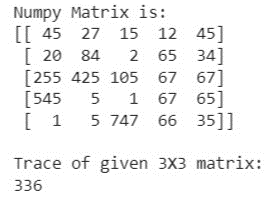 Numpy Matrix is:
[[ 45  27  15  12  45]
 [ 20  84   2  65  34]
 [255 425 105  67  67]
 [545   5   1  67  65]
 [  1   5 747  66  35]]
Trace of given 3X3 matrix:
336